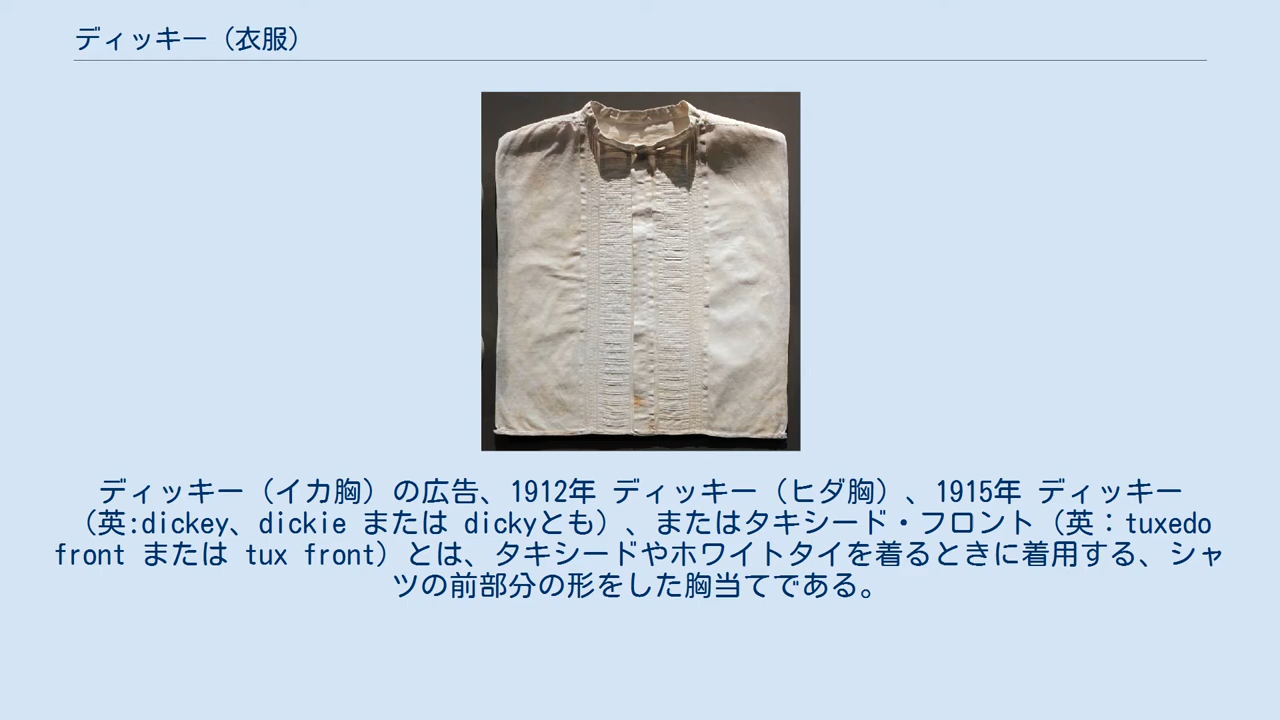 ディッキー（衣服）
ディッキー（イカ胸）の広告、1912年 ディッキー（ヒダ胸）、1915年 ディッキー
（英:dickey、dickie または dickyとも）、またはタキシード・フロント（英：tuxedo
front または tux front）とは、タキシードやホワイトタイを着るときに着用する、シャ
ツの前部分の形をした胸当てである。